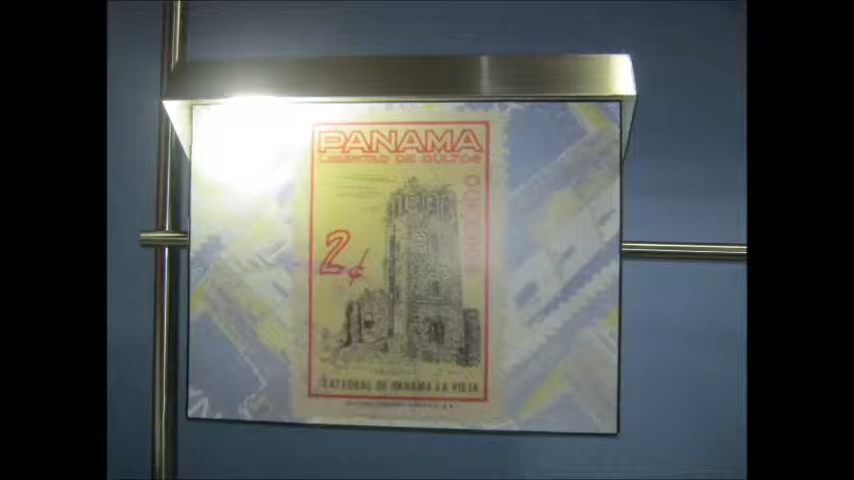 PANAMA
LIBERTAD DE CULTOS
2¢
CATEDRAL DE PANAMA LA VIEJA